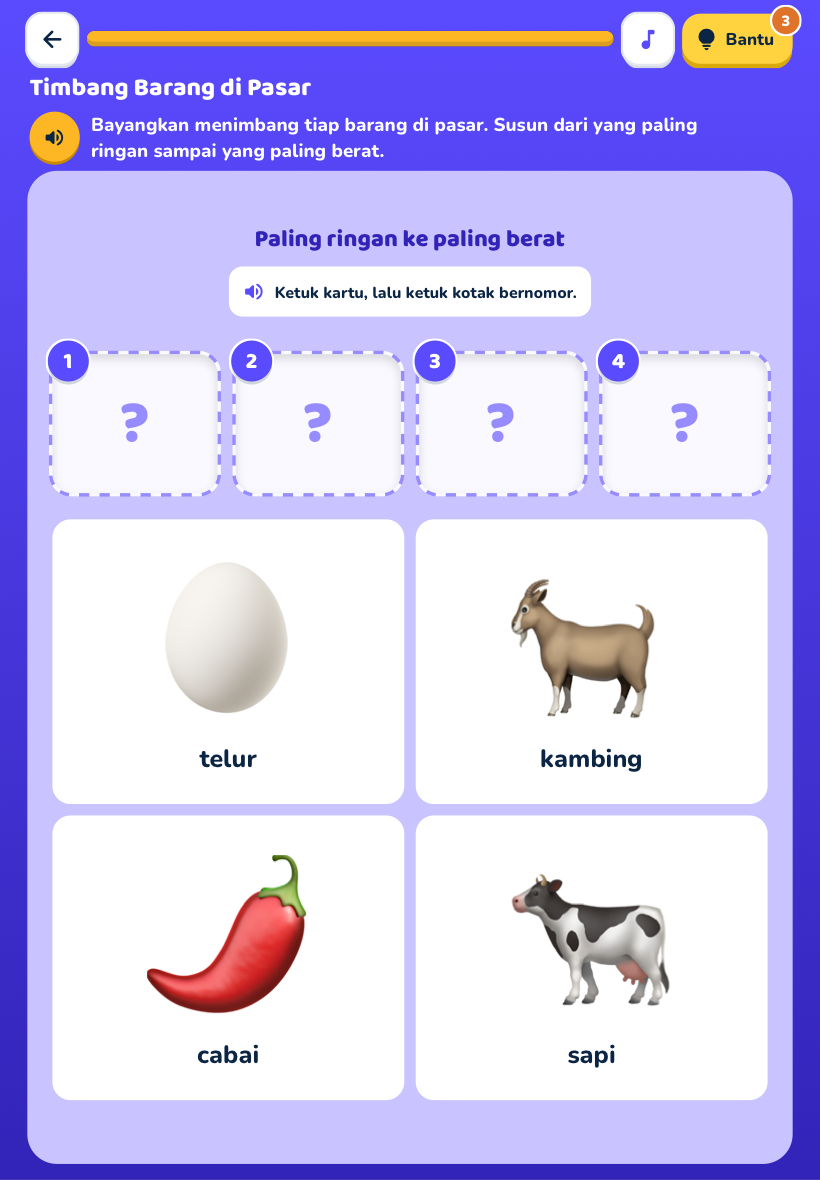 3
Bantu
Timbang Barang di Pasar
Bayangkan menimbang tiap barang di pasar. Susun dari yang paling
ringan sampai yang paling berat.
Paling ringan ke paling berat
Ketuk kartu, lalu ketuk kotak bernomor.
1 2 3 4
? ? ? ?
telur kambing
cabai sapi